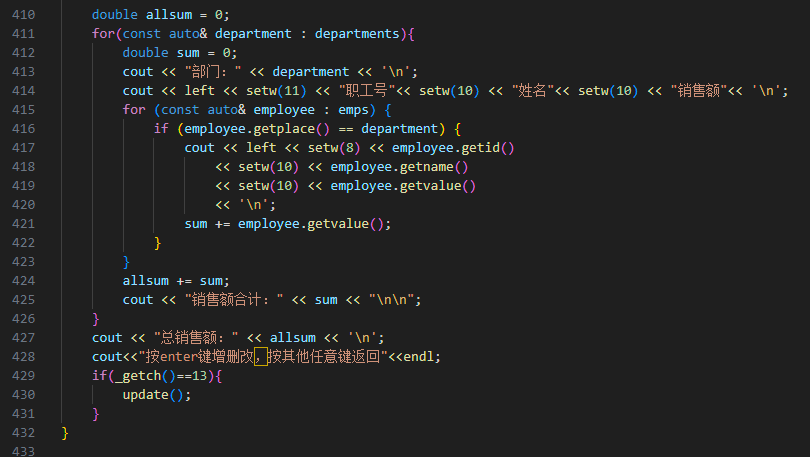 410 double allsum = 0;
411 for(const auto& department : departments){
412 double sum = 0;
413 cout << "部门：" << department << '\n';
414 cout << left << setw(11) << "职工号"<< setw(10) << "姓名"<< setw(10) << "销售额"<< '\n';
415 for (const auto& employee : emps) {
416 if (employee.getplace() == department) {
417 cout << left << setw(8) << employee.getid()
418 << setw(10) << employee.getname()
419 << setw(10) << employee.getvalue()
420 << '\n';
421 sum += employee.getvalue();
422 }
423 }
424 allsum += sum;
425 cout << "销售额合计：" << sum << "\n\n";
426 }
427 cout << "总销售额：" << allsum << '\n';
428 cout<<"按enter键增删改，按其他任意键返回"<<endl;
429 if(_getch()==13){
430 update();
431 }
432 }
433